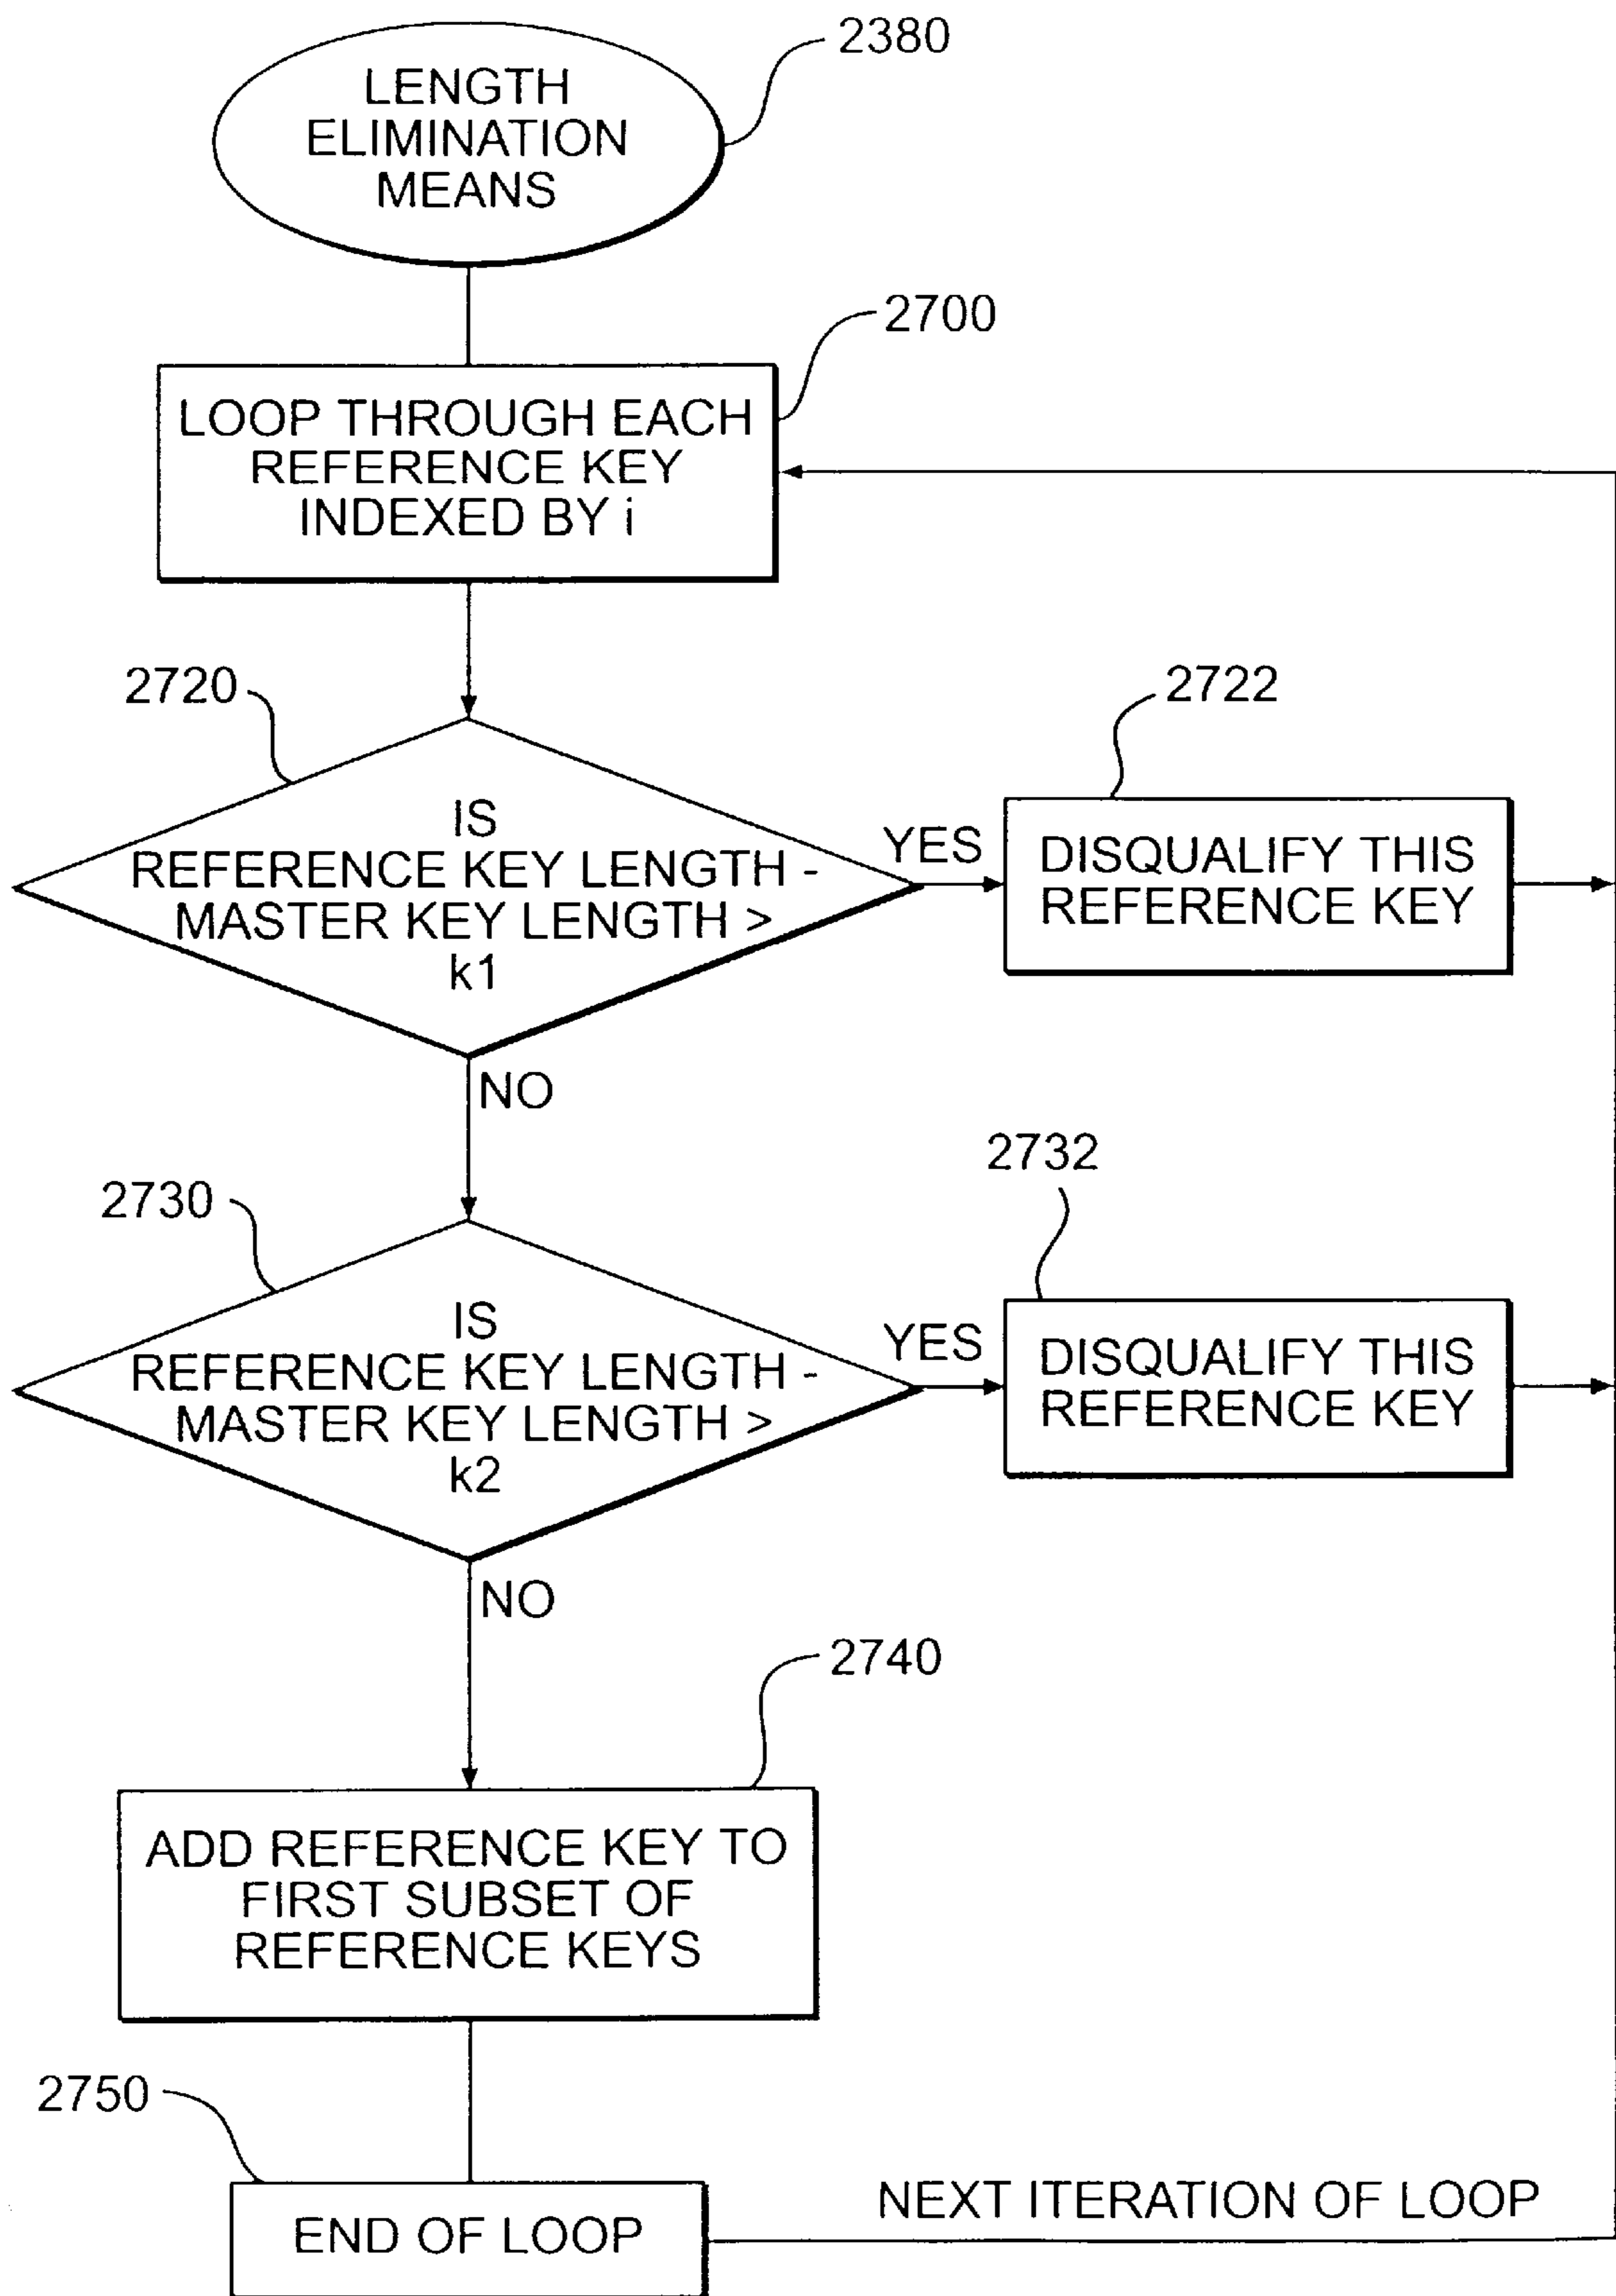 2380
LENGTH
ELIMINATION
MEANS
2700
LOOP THROUGH EACH
REFERENCE KEY
INDEXED BY i
2720
2722
IS
REFERENCE KEY LENGTH -
MASTER KEY LENGTH >
k1
YES
DISQUALIFY THIS
REFERENCE KEY
NO
2730
2732
IS
REFERENCE KEY LENGTH -
MASTER KEY LENGTH >
k2
YES
DISQUALIFY THIS
REFERENCE KEY
NO
2740
ADD REFERENCE KEY TO
FIRST SUBSET OF
REFERENCE KEYS
2750
END OF LOOP
NEXT ITERATION OF LOOP